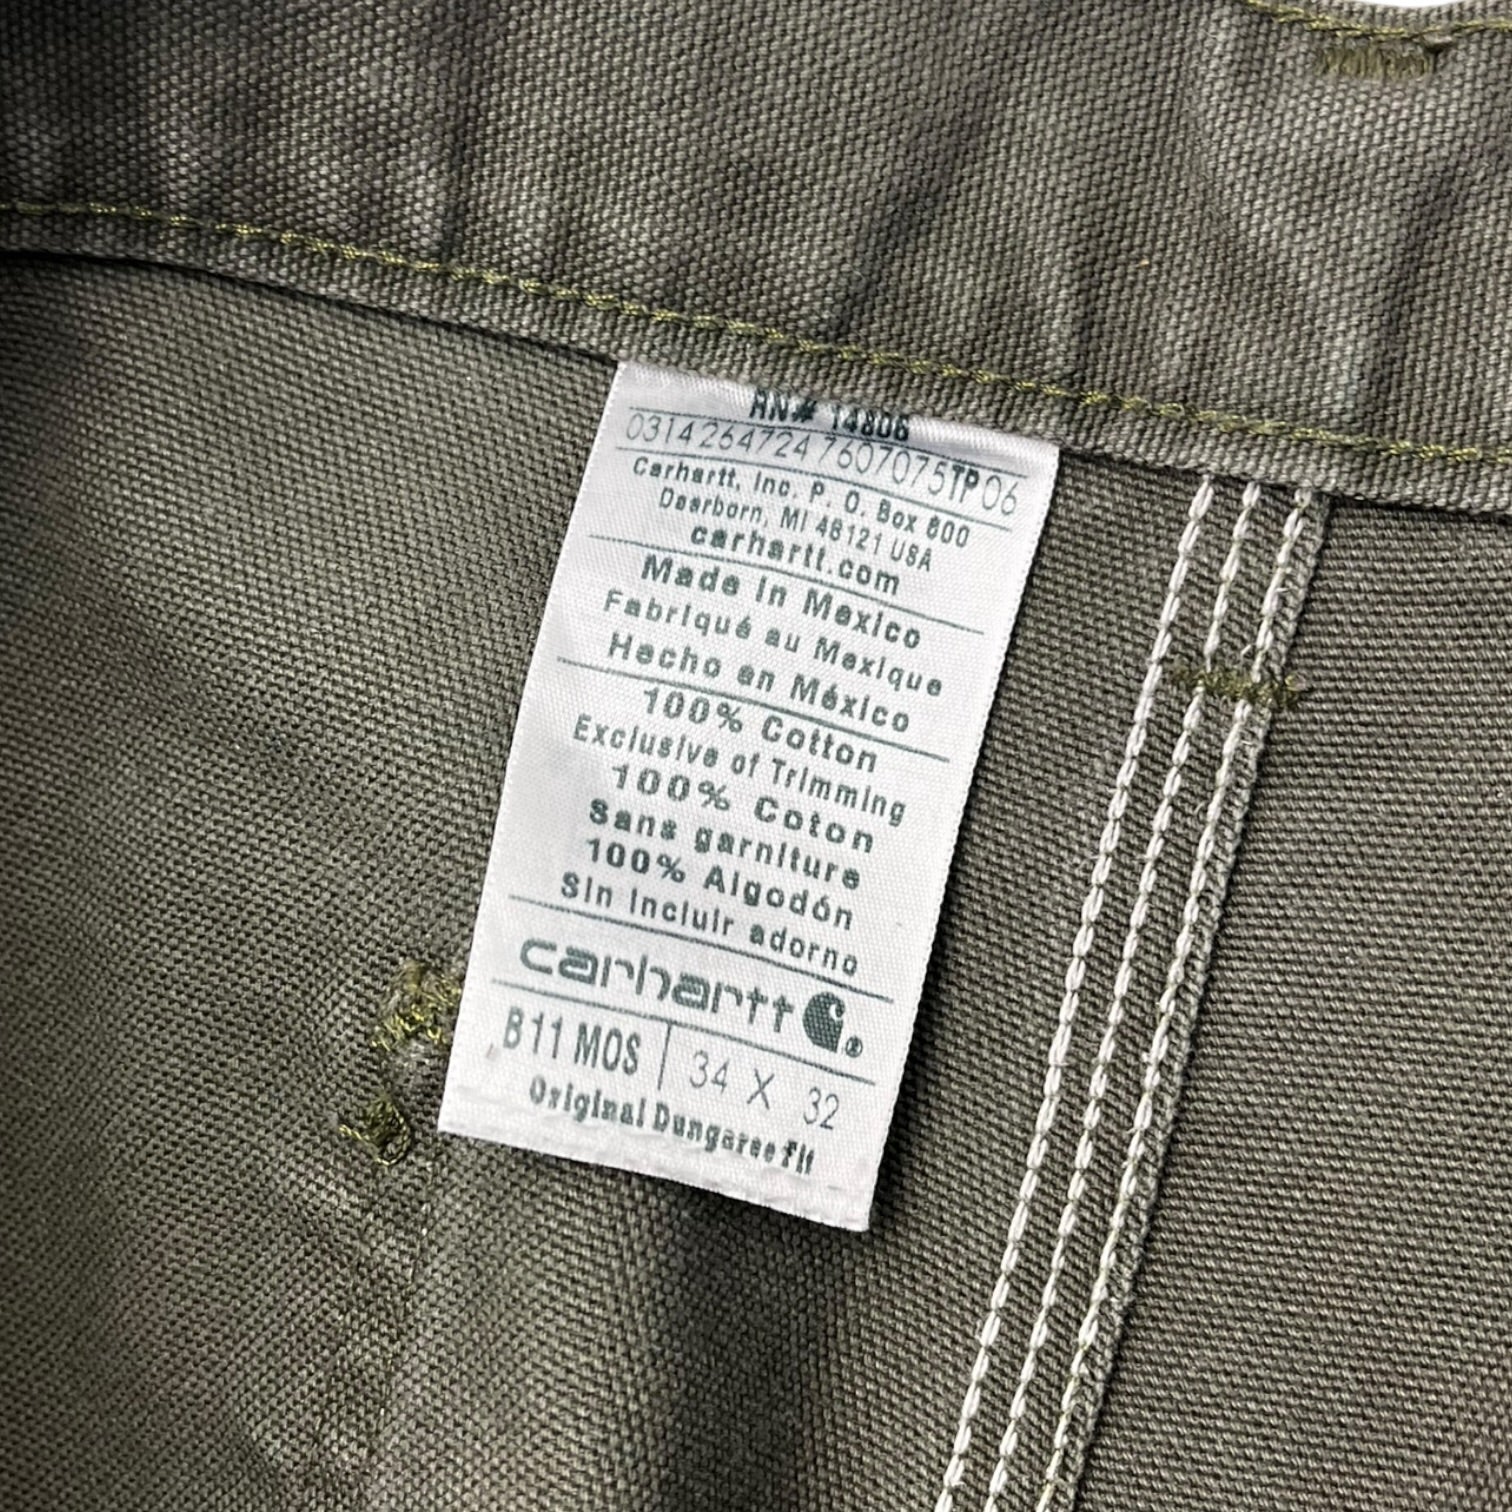 RN# 14806
0314264724 7607075TP06
Carhartt, Inc. P. O. Box 600
Dearborn, MI 48121 USA
carhartt.com
Made in Mexico
Fabriqué au Mexique
Hecho en México
100% Cotton
Exclusive of Trimming
100% Coton
Sans garniture
100% Algodón
Sin incluir adorno
carhartt ®
B11 MOS 34 X 32
Original Dungaree Fit